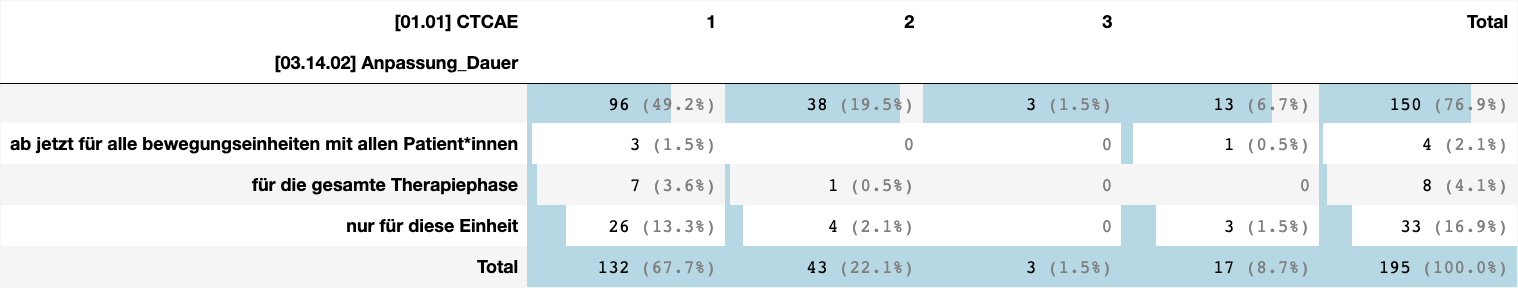 [01.01] CTCAE 1 2 3 Total
[03.14.02] Anpassung_Dauer
96 (49.2%) 38 (19.5%) 3 (1.5%) 13 (6.7%) 150 (76.9%)
ab jetzt für alle bewegungseinheiten mit allen Patient*innen 3 (1.5%) 0 0 1 (0.5%) 4 (2.1%)
für die gesamte Therapiephase 7 (3.6%) 1 (0.5%) 0 0 8 (4.1%)
nur für diese Einheit 26 (13.3%) 4 (2.1%) 0 3 (1.5%) 33 (16.9%)
Total 132 (67.7%) 43 (22.1%) 3 (1.5%) 17 (8.7%) 195 (100.0%)